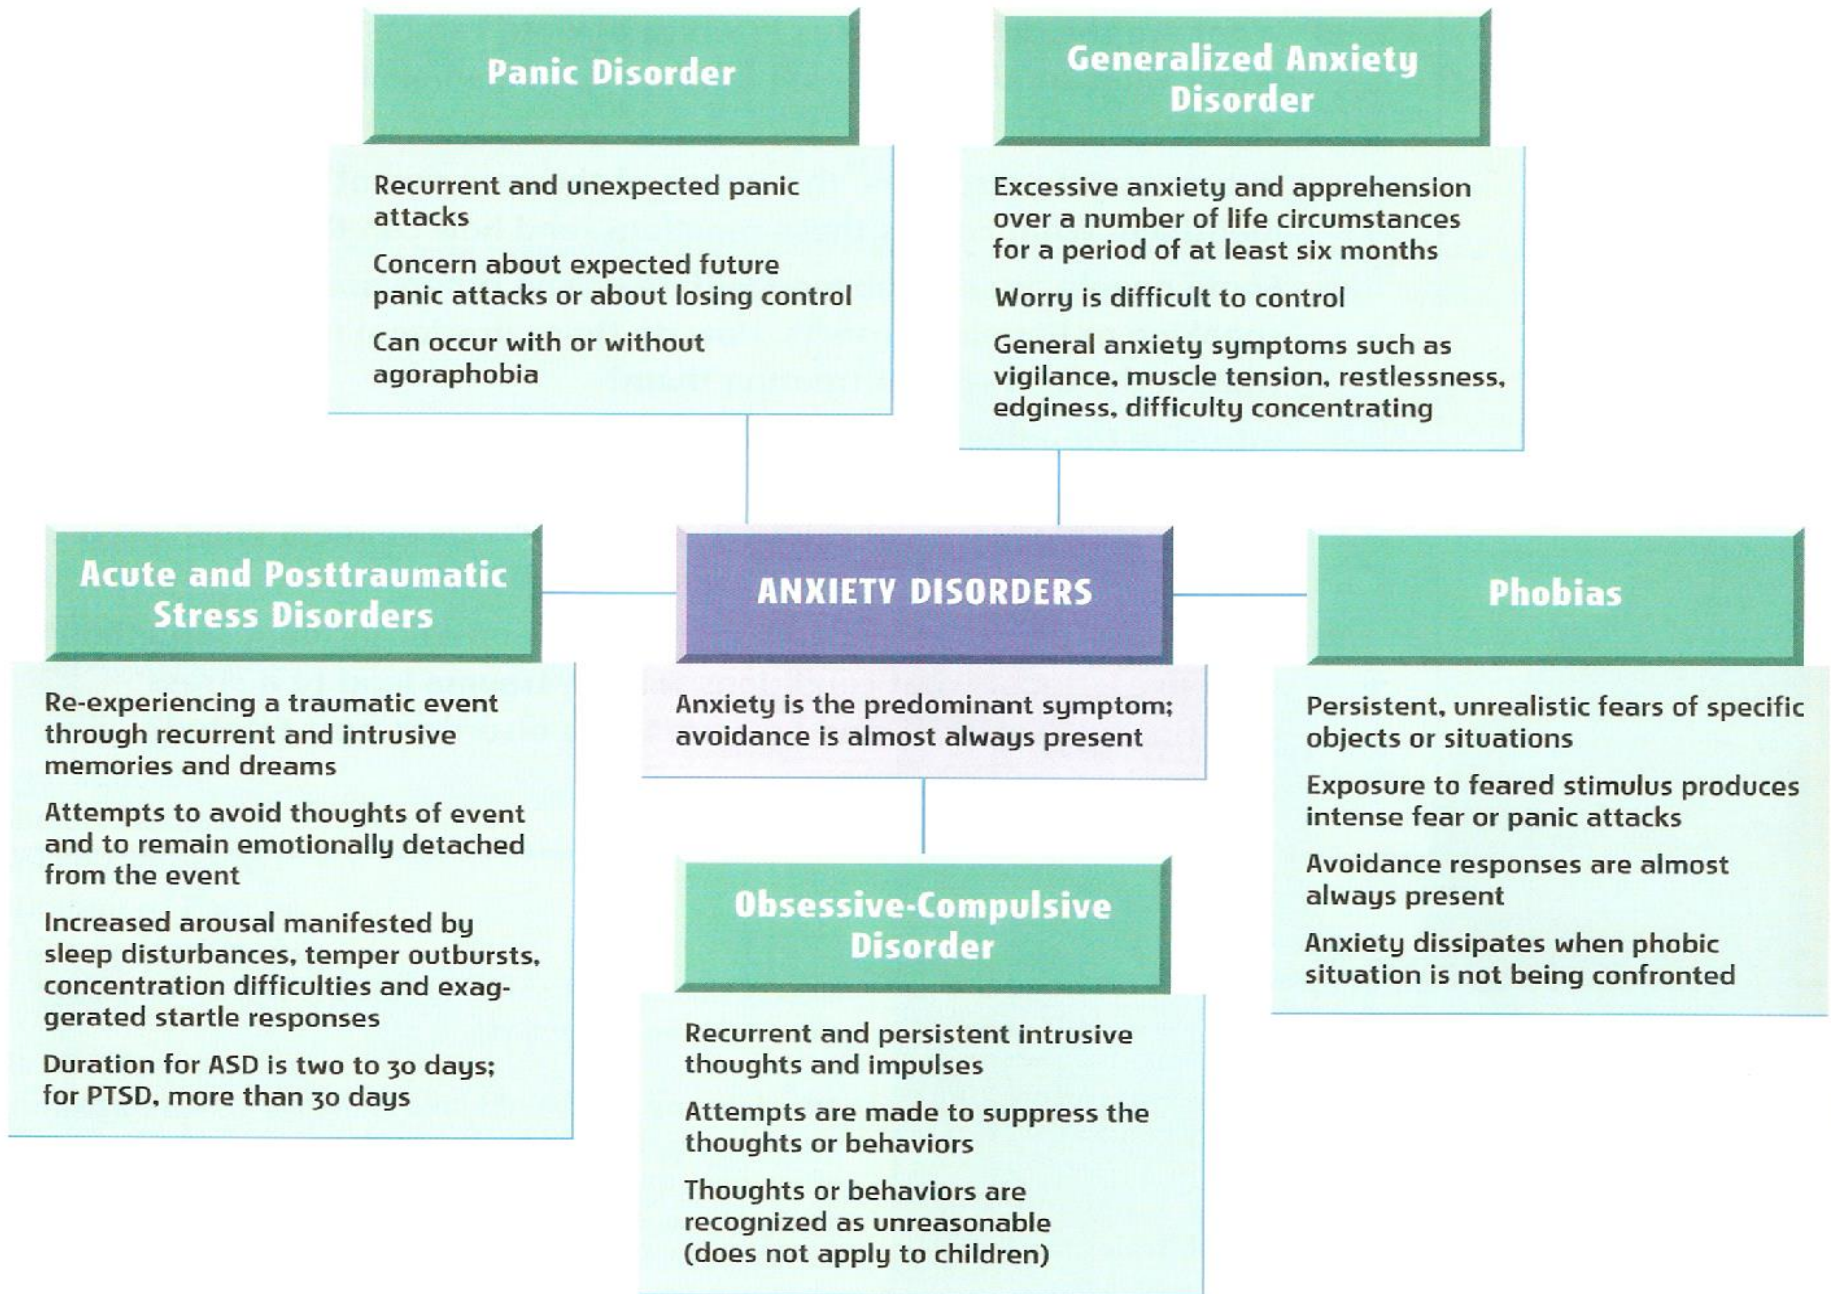 Panic Disorder
Recurrent and unexpected panic
attacks
Concern about expected future
panic attacks or about losing control
Can occur with or without
agoraphobia
Generalized Anxiety
Disorder
Excessive anxiety and apprehension
over a number of life circumstances
for a period of at least six months
Worry is difficult to control
General anxiety symptoms such as
vigilance, muscle tension, restlessness,
edginess, difficulty concentrating
Acute and Posttraumatic
Stress Disorders
Re-experiencing a traumatic event
through recurrent and intrusive
memories and dreams
Attempts to avoid thoughts of event
and to remain emotionally detached
from the event
Increased arousal manifested by
sleep disturbances, temper outbursts,
concentration difficulties and exag-
gerated startle responses
Duration for ASD is two to 30 days;
for PTSD, more than 30 days
ANXIETY DISORDERS
Anxiety is the predominant symptom;
avoidance is almost always present
Phobias
Persistent, unrealistic fears of specific
objects or situations
Exposure to feared stimulus produces
intense fear or panic attacks
Avoidance responses are almost
always present
Anxiety dissipates when phobic
situation is not being confronted
Obsessive-Compulsive
Disorder
Recurrent and persistent intrusive
thoughts and impulses
Attempts are made to suppress the
thoughts or behaviors
Thoughts or behaviors are
recognized as unreasonable
(does not apply to children)